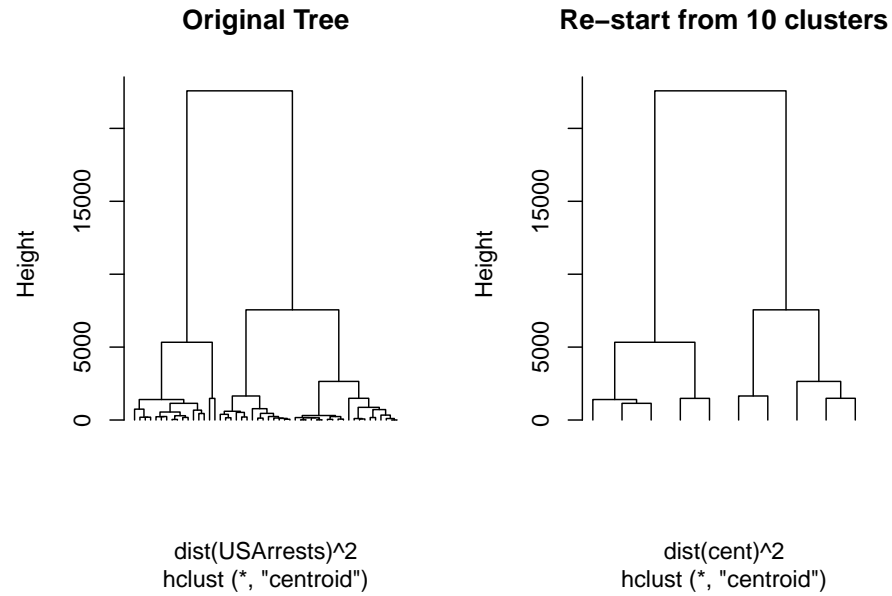 Original Tree
Height
0
5000
15000
dist(USArrests)^2
hclust (*, "centroid")
Re−start from 10 clusters
Height
0
5000
15000
dist(cent)^2
hclust (*, "centroid")